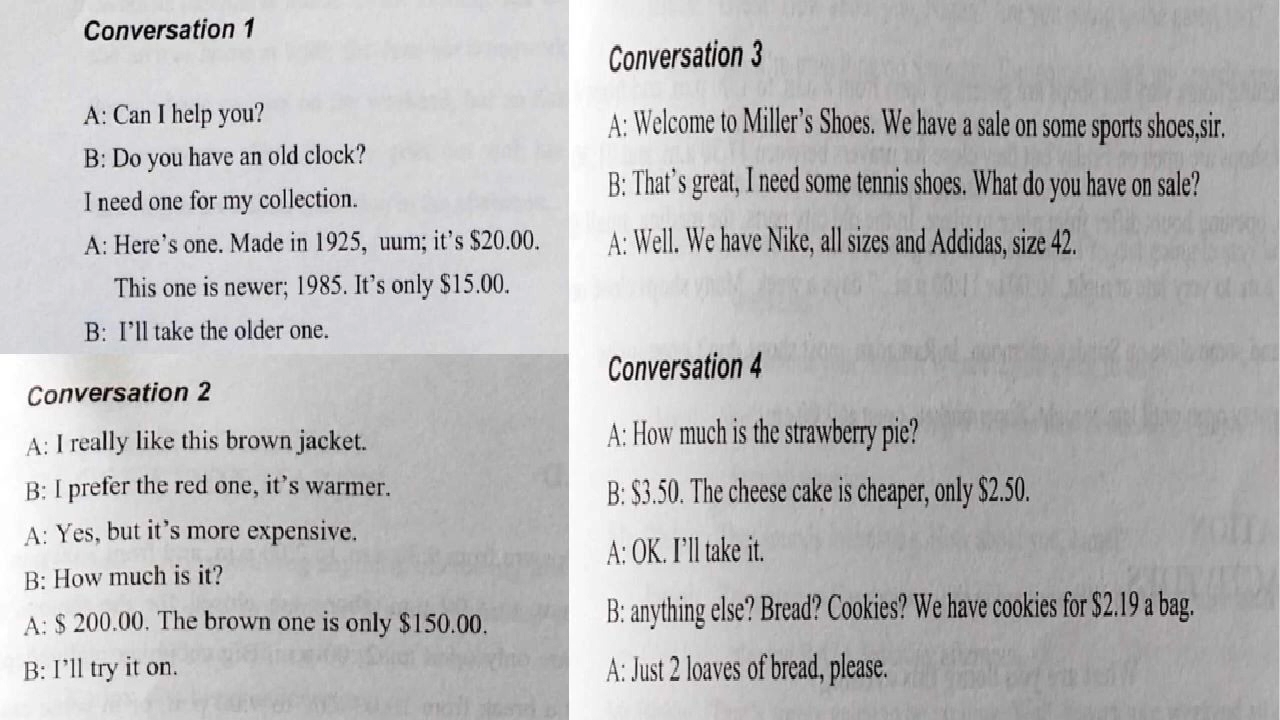 Conversation 1
A: Can I help you?
B: Do you have an old clock?
I need one for my collection.
A: Here's one. Made in 1925, uum; it's $20.00.
This one is newer; 1985. It's only $15.00.
B: I'll take the older one.
Conversation 2
A: I really like this brown jacket.
B: I prefer the red one, it's warmer.
A: Yes, but it's more expensive.
B: How much is it?
A: $ 200.00. The brown one is only $150.00.
B: I'll try it on.
Conversation 3
A: Welcome to Miller's Shoes. We have a sale on some sports shoes,sir.
B: That's great, I need some tennis shoes. What do you have on sale?
A: Well. We have Nike, all sizes and Addidas, size 42.
Conversation 4
A: How much is the strawberry pie?
B: $3.50. The cheese cake is cheaper, only $2.50.
A: OK. I'll take it.
B: anything else? Bread? Cookies? We have cookies for $2.19 a bag.
A: Just 2 loaves of bread, please.